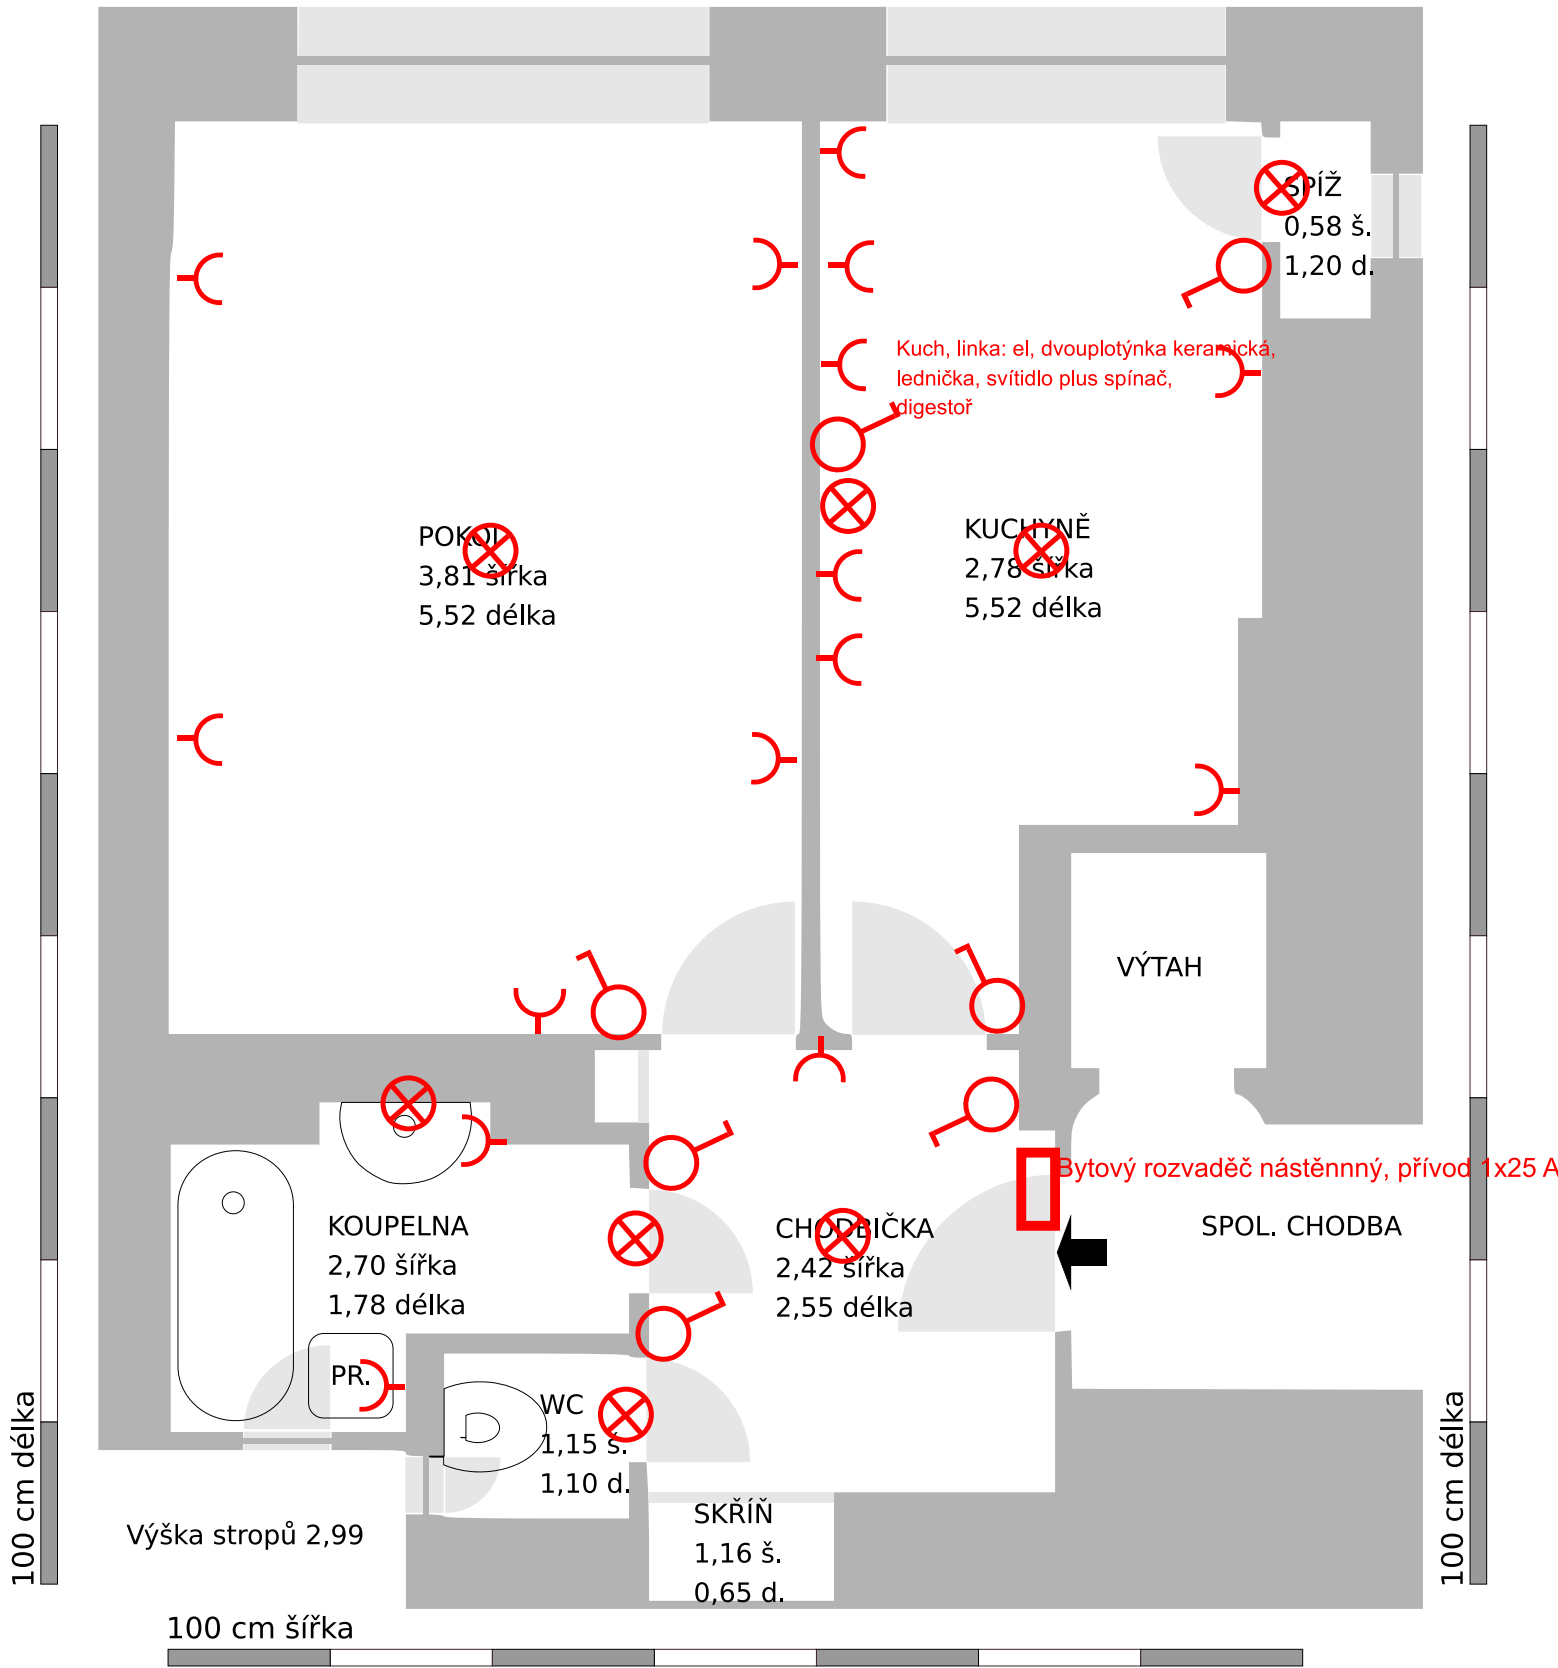 SPÍŽ
0,58 š.
1,20 d.
Kuch, linka: el, dvouplotýnka keramická,
lednička, svítidlo plus spínač,
digestoř
POKOJ
3,81 šířka
5,52 délka
KUCHYNĚ
2,78 šířka
5,52 délka
VÝTAH
Bytový rozvaděč nástěnnný, přívod 1x25 A
SPOL. CHODBA
KOUPELNA
2,70 šířka
1,78 délka
CHODBIČKA
2,42 šířka
2,55 délka
PR.
WC
1,15 š.
1,10 d.
SKŘÍŇ
1,16 š.
0,65 d.
Výška stropů 2,99
100 cm délka
100 cm délka
100 cm šířka